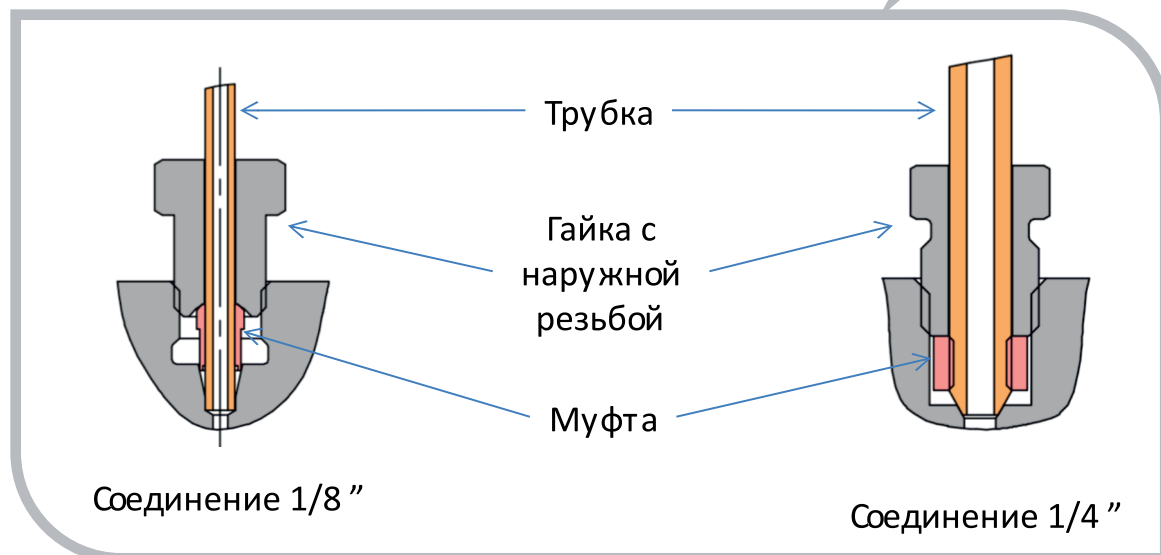 Трубка
Гайка с
наружной
резьбой
Муфта
Соединение 1/8 ”
Соединение 1/4 ”